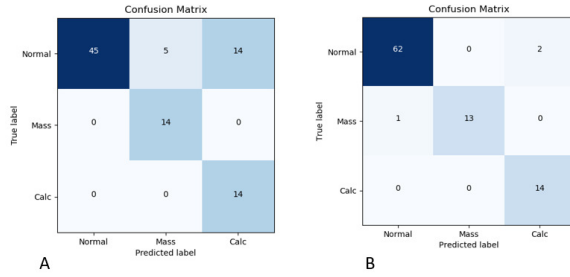 Confusion Matrix
Normal 45 5 14
Mass 0 14 0
Calc 0 0 14
Normal Mass Calc
Predicted label
True label
A
Confusion Matrix
Normal 62 0 2
Mass 1 13 0
Calc 0 0 14
Normal Mass Calc
Predicted label
True label
B